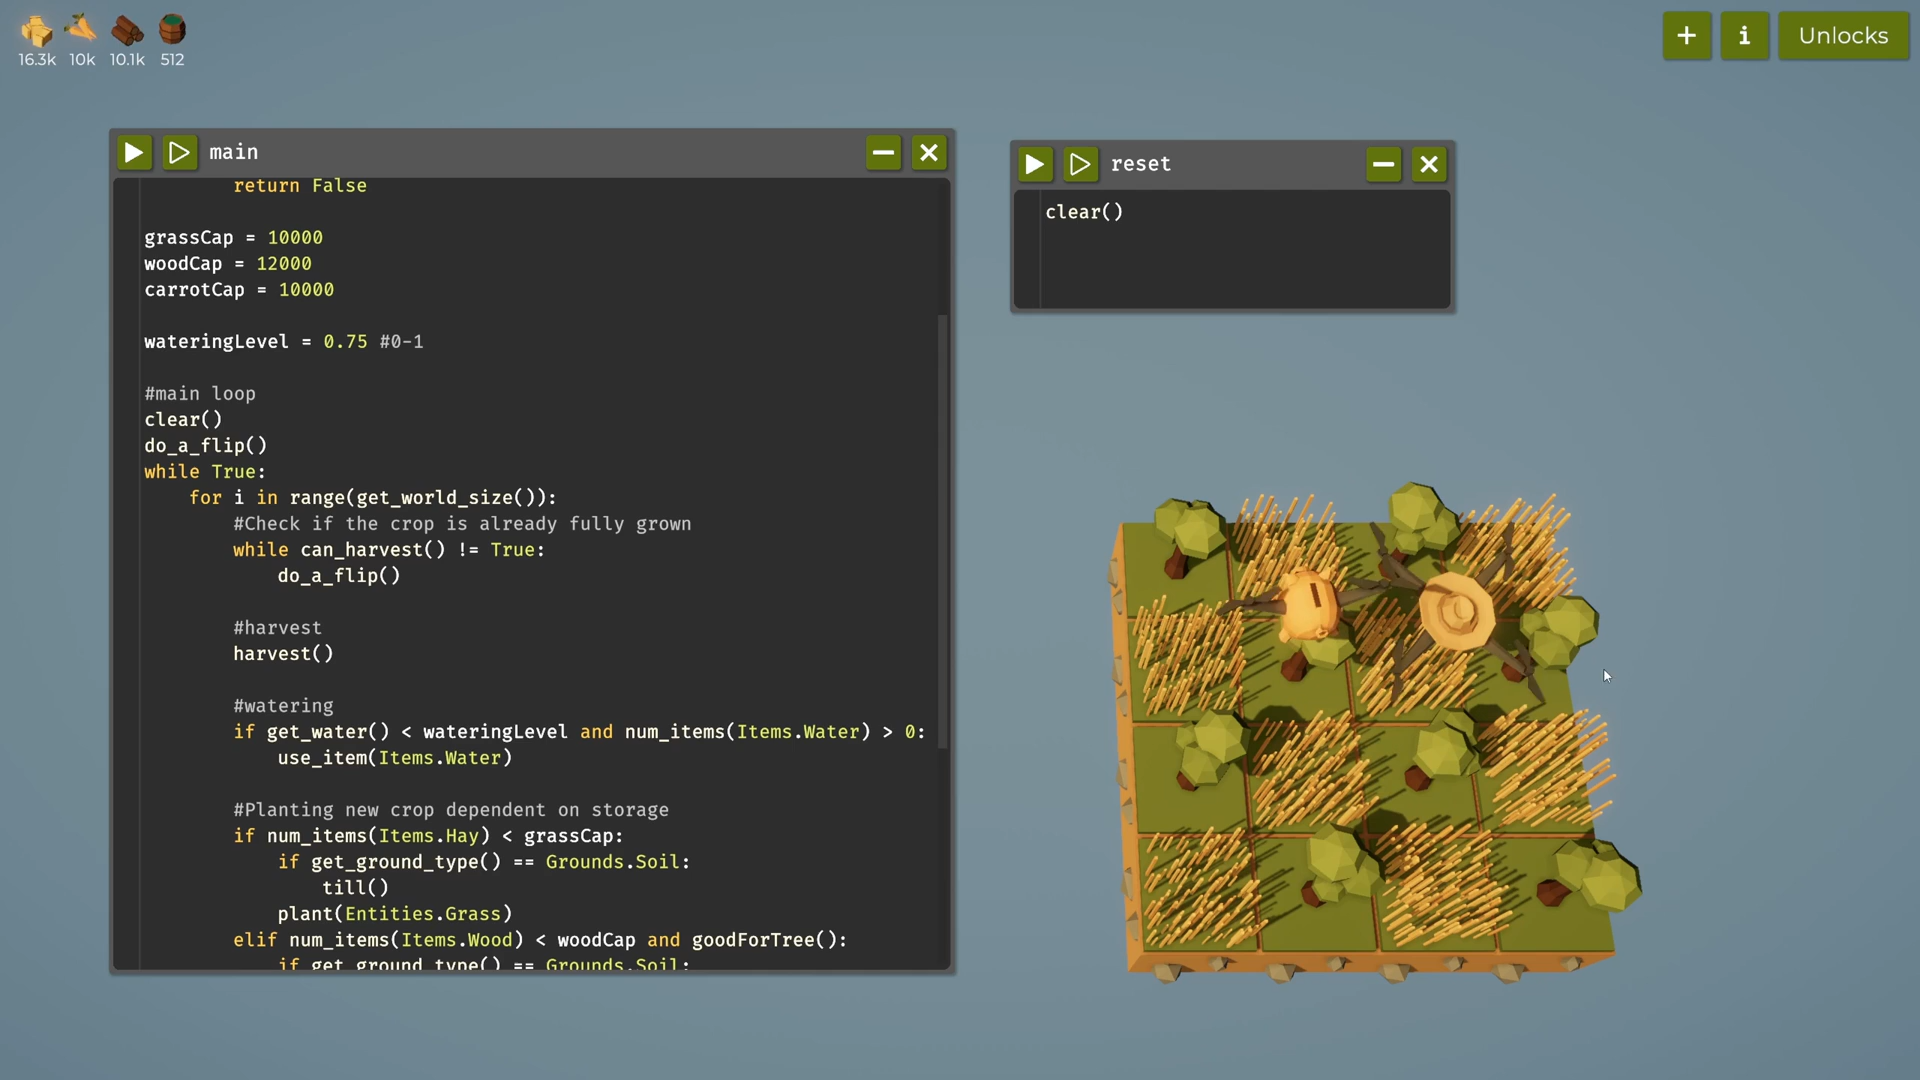 16.3k 10k 10.1k 512
+ i Unlocks
main
return False
grassCap = 10000
woodCap = 12000
carrotCap = 10000
wateringLevel = 0.75 #0-1
#main loop
clear()
do_a_flip()
while True:
for i in range(get_world_size()):
#Check if the crop is already fully grown
while can_harvest() != True:
do_a_flip()
#harvest
harvest()
#watering
if get_water() < wateringLevel and num_items(Items.Water) > 0:
use_item(Items.Water)
#Planting new crop dependent on storage
if num_items(Items.Hay) < grassCap:
if get_ground_type() == Grounds.Soil:
till()
plant(Entities.Grass)
elif num_items(Items.Wood) < woodCap and goodForTree():
if get_ground_type() == Grounds.Soil:
reset
clear()